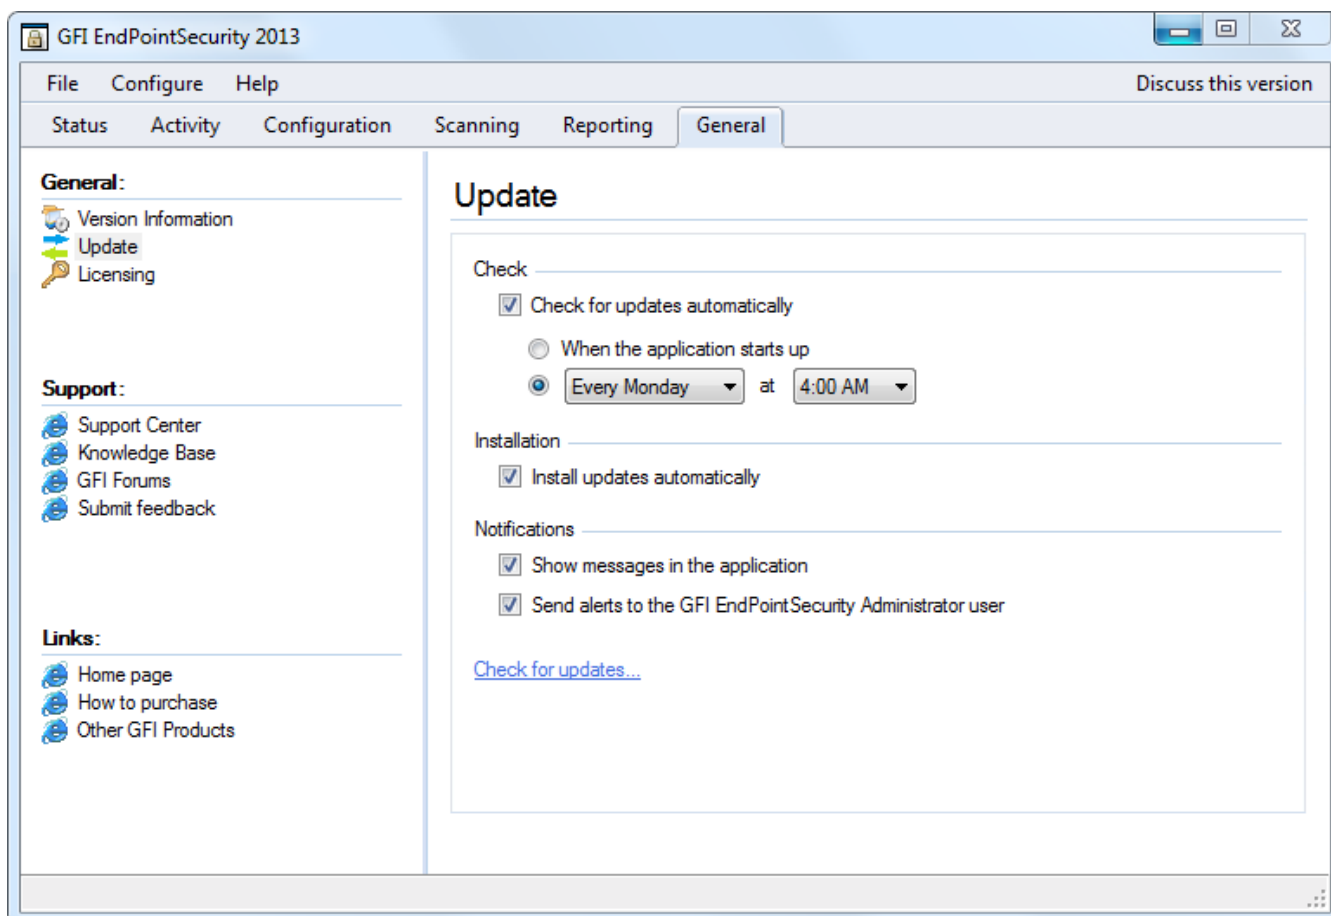 GFI EndPointSecurity 2013
File Configure Help Discuss this version
Status Activity Configuration Scanning Reporting General
General:
Version Information
Update
Licensing
Support:
Support Center
Knowledge Base
GFI Forums
Submit feedback
Links:
Home page
How to purchase
Other GFI Products
Update
Check
Check for updates automatically
When the application starts up
Every Monday at 4:00 AM
Installation
Install updates automatically
Notifications
Show messages in the application
Send alerts to the GFI EndPointSecurity Administrator user
Check for updates...